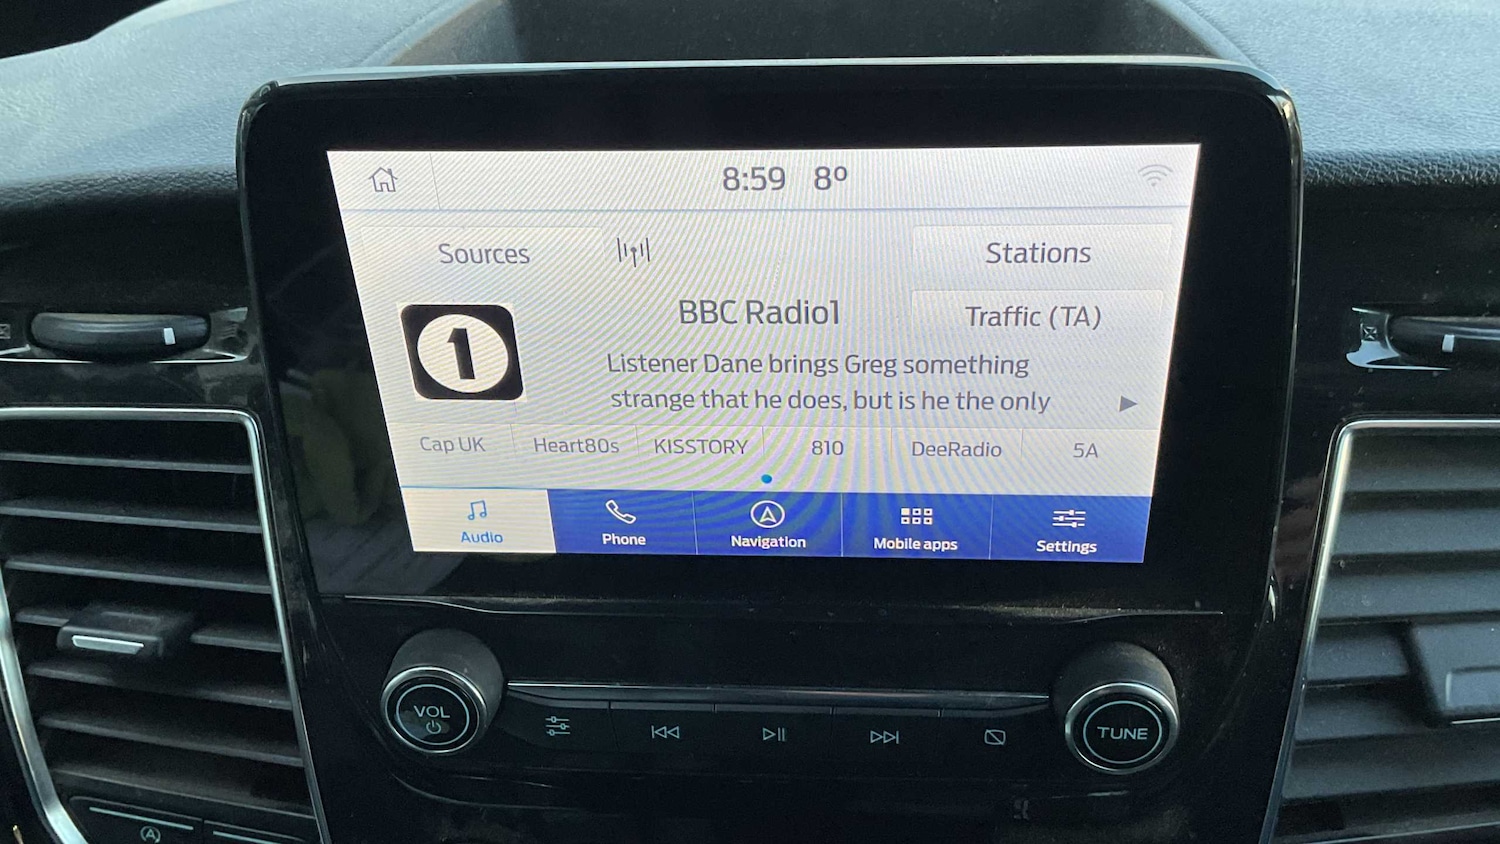 8:59 8°
Sources
Stations
BBC Radio1
Traffic (TA)
1
Listener Dane brings Greg something
strange that he does, but is he the only
Cap UK Heart80s KISSTORY 810 DeeRadio 5A
Audio Phone Navigation Mobile apps Settings
VOL
TUNE
A